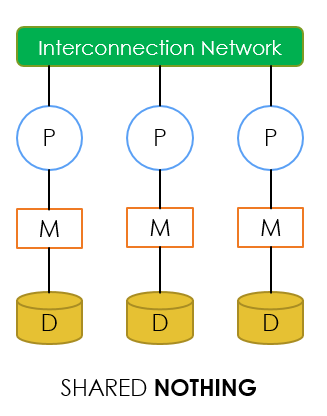 Interconnection Network
P P P
M M M
D D D
SHARED NOTHING